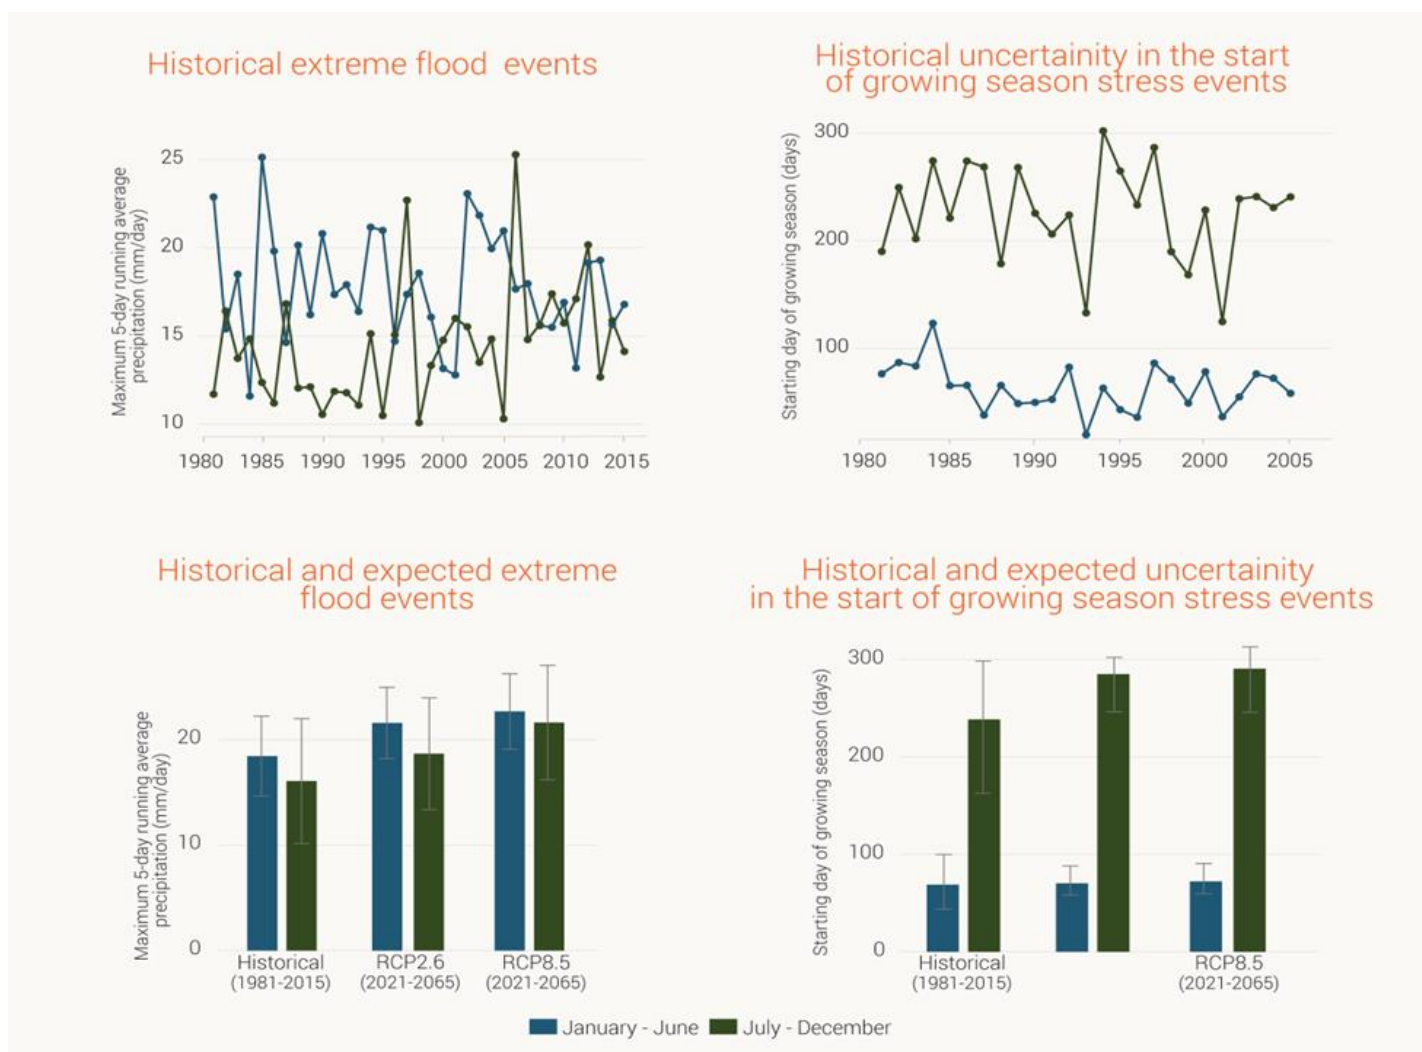 Historical extreme flood events
Maximum 5-day running average
precipitation (mm/day)
25
20
15
10
1980 1985 1990 1995 2000 2005 2010 2015
Historical uncertainity in the start
of growing season stress events
Starting day of growing season (days)
300
200
100
1980 1985 1990 1995 2000 2005
Historical and expected extreme
flood events
Maximum 5-day running average
precipitation (mm/day)
20
10
0
Historical RCP2.6 RCP8.5
(1981-2015) (2021-2065) (2021-2065)
Historical and expected uncertainity
in the start of growing season stress events
Starting day of growing season (days)
300
200
100
0
Historical RCP8.5
(1981-2015) (2021-2065)
January - June July - December